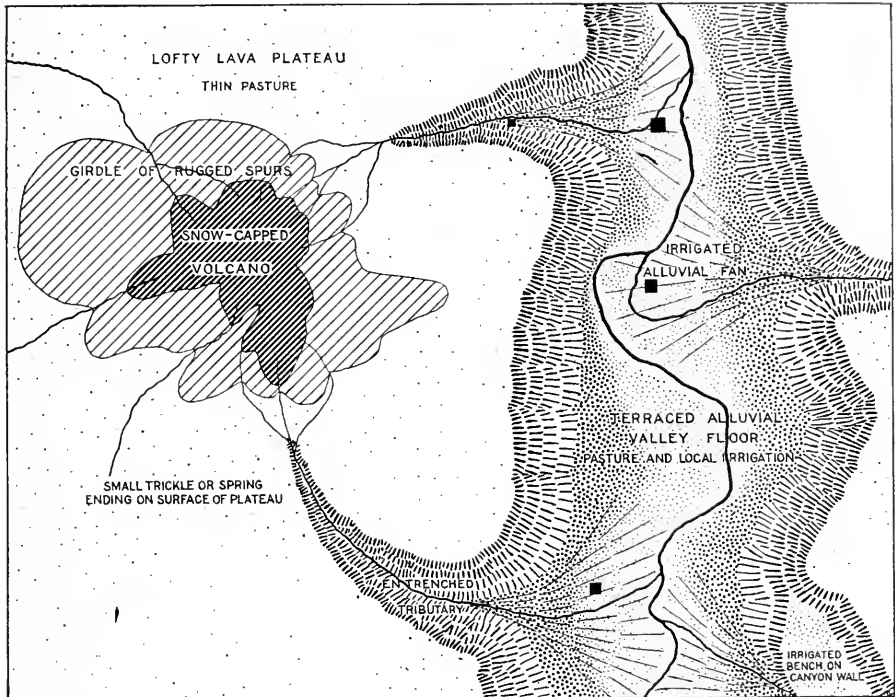 LOFTY LAVA PLATEAU
THIN PASTURE
GIRDLE OF RUGGED SPURS
SNOW-CAPPED
VOLCANO
IRRIGATED
ALLUVIAL FAN
TERRACED ALLUVIAL
VALLEY FLOOR
PASTURE AND LOCAL IRRIGATION
SMALL TRICKLE OR SPRING
ENDING ON SURFACE OF PLATEAU
ENTRENCHED
TRIBUTARY
IRRIGATED
BENCH ON
CANYON WALL